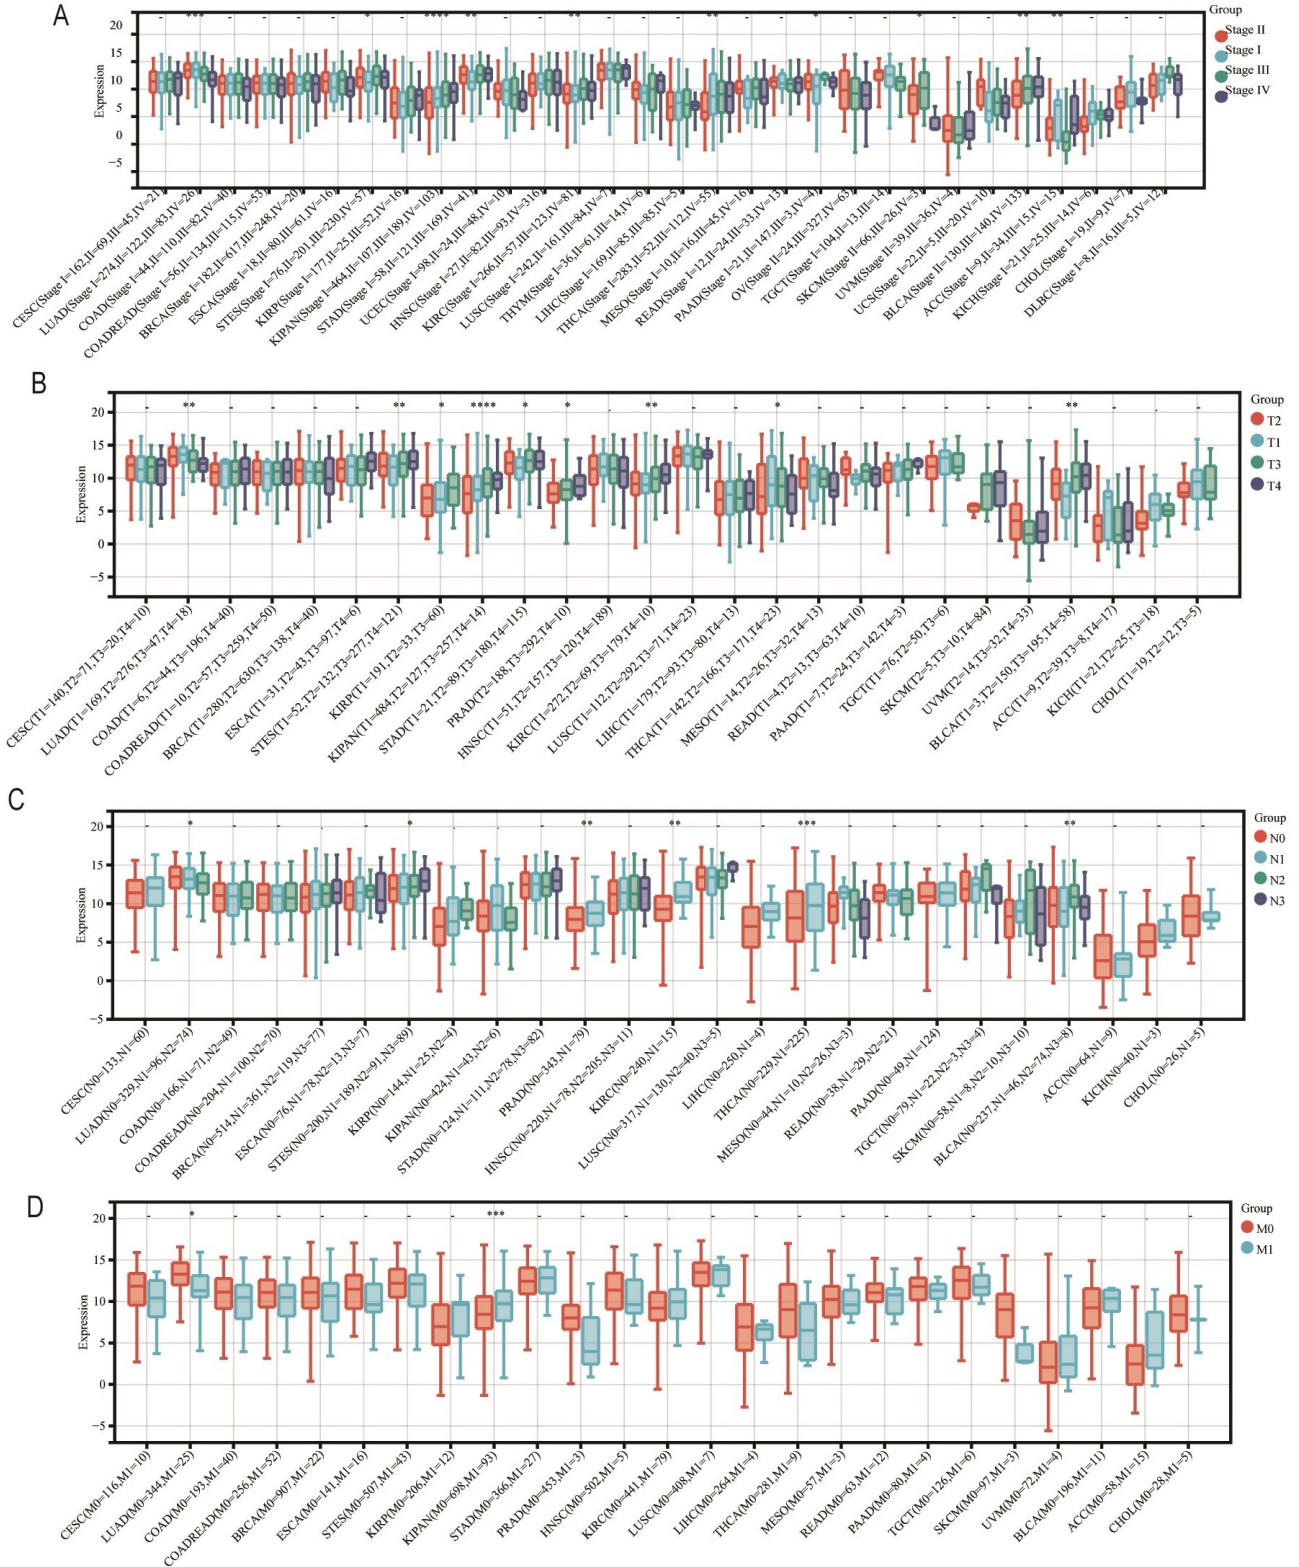 A
Group
Stage II
Stage I
Stage III
Stage IV
Expression
20
15
10
5
0
−5
- *** - - - - * - **** ** - - ** - - - ** - - * - - * - - ** ** - - -
CESC(Stage I=162,II=69,III=45,IV=21)
LUAD(Stage I=274,II=122,III=83,IV=26)
COAD(Stage I=44,II=110,III=82,IV=40)
COADREAD(Stage I=56,II=134,III=115,IV=53)
BRCA(Stage I=182,II=617,III=248,IV=20)
ESCA(Stage I=18,II=80,III=61,IV=16)
STES(Stage I=76,II=201,III=230,IV=57)
KIRP(Stage I=177,II=25,III=52,IV=16)
KIPAN(Stage I=464,II=107,III=189,IV=103)
STAD(Stage I=58,II=121,III=169,IV=41)
UCEC(Stage I=98,II=24,III=48,IV=10)
HNSC(Stage I=27,II=82,III=93,IV=316)
KIRC(Stage I=266,II=57,III=123,IV=81)
LUSC(Stage I=242,II=161,III=84,IV=7)
THYM(Stage I=36,II=61,III=14,IV=6)
LIHC(Stage I=169,II=85,III=85,IV=5)
THCA(Stage I=283,II=52,III=112,IV=55)
MESO(Stage I=10,II=16,III=45,IV=16)
READ(Stage I=12,II=24,III=33,IV=13)
PAAD(Stage I=21,II=147,III=3,IV=4)
OV(Stage II=24,III=327,IV=63)
TGCT(Stage I=104,II=13,III=14)
SKCM(Stage II=66,III=26,IV=3)
UVM(Stage II=39,III=36,IV=4)
UCS(Stage I=22,II=5,III=20,IV=10)
BLCA(Stage II=130,III=140,IV=133)
ACC(Stage I=9,II=34,III=15,IV=15)
KICH(Stage I=21,II=25,III=14,IV=6)
CHOL(Stage I=19,II=9,IV=7)
DLBC(Stage I=8,II=16,III=5,IV=12)
B
Group
T2
T1
T3
T4
Expression
20
15
10
5
0
−5
- ** - - - - ** * **** * * - ** - - * - - - - - - ** - - -
CESC(T1=140,T2=71,T3=20,T4=10)
LUAD(T1=169,T2=276,T3=47,T4=18)
COAD(T1=6,T2=44,T3=196,T4=40)
COADREAD(T1=10,T2=57,T3=259,T4=50)
BRCA(T1=280,T2=630,T3=138,T4=40)
ESCA(T1=31,T2=43,T3=97,T4=6)
STES(T1=52,T2=132,T3=277,T4=121)
KIRP(T1=191,T2=33,T3=60)
KIPAN(T1=484,T2=127,T3=257,T4=14)
STAD(T1=21,T2=89,T3=180,T4=115)
PRAD(T2=188,T3=292,T4=10)
HNSC(T1=51,T2=157,T3=120,T4=189)
KIRC(T1=272,T2=69,T3=179,T4=10)
LUSC(T1=112,T2=292,T3=71,T4=23)
LIHC(T1=179,T2=93,T3=80,T4=13)
THCA(T1=142,T2=166,T3=171,T4=23)
MESO(T1=14,T2=26,T3=32,T4=13)
READ(T1=4,T2=13,T3=63,T4=10)
PAAD(T1=7,T2=24,T3=142,T4=3)
TGCT(T1=76,T2=50,T3=6)
SKCM(T2=5,T3=10,T4=84)
UVM(T2=14,T3=32,T4=33)
BLCA(T1=3,T2=150,T3=195,T4=58)
ACC(T1=9,T2=39,T3=8,T4=17)
KICH(T1=21,T2=25,T3=18)
CHOL(T1=19,T2=12,T3=5)
C
Group
N0
N1
N2
N3
Expression
20
15
10
5
0
−5
- * - - - - * - - - ** - ** - - *** - - - - - ** - - -
CESC(N0=133,N1=60)
LUAD(N0=329,N1=96,N2=74)
COAD(N0=166,N1=71,N2=49)
COADREAD(N0=204,N1=100,N2=70)
BRCA(N0=514,N1=361,N2=119,N3=77)
ESCA(N0=76,N1=78,N2=13,N3=7)
STES(N0=200,N1=189,N2=91,N3=89)
KIRP(N0=144,N1=25,N2=4)
KIPAN(N0=424,N1=43,N2=6)
STAD(N0=124,N1=111,N2=78,N3=82)
PRAD(N0=343,N1=79)
HNSC(N0=220,N1=78,N2=205,N3=11)
KIRC(N0=240,N1=15)
LUSC(N0=317,N1=130,N2=40,N3=5)
LIHC(N0=250,N1=4)
THCA(N0=229,N1=225)
MESO(N0=44,N1=10,N2=26,N3=3)
READ(N0=38,N1=29,N2=21)
PAAD(N0=49,N1=124)
TGCT(N0=79,N1=22,N2=3,N3=4)
SKCM(N0=58,N1=8,N2=10,N3=10)
BLCA(N0=237,N1=46,N2=74,N3=8)
ACC(N0=64,N1=9)
KICH(N0=40,N1=3)
CHOL(N0=26,N1=5)
D
Group
M0
M1
Expression
20
15
10
5
0
−5
- * - - - - - - *** - - - - - - - - - - - - - - - -
CESC(M0=116,M1=10)
LUAD(M0=344,M1=25)
COAD(M0=193,M1=40)
COADREAD(M0=256,M1=52)
BRCA(M0=907,M1=22)
ESCA(M0=141,M1=16)
STES(M0=507,M1=43)
KIRP(M0=206,M1=12)
KIPAN(M0=698,M1=93)
STAD(M0=366,M1=27)
PRAD(M0=453,M1=3)
HNSC(M0=502,M1=5)
KIRC(M0=441,M1=79)
LUSC(M0=408,M1=7)
LIHC(M0=264,M1=4)
THCA(M0=281,M1=9)
MESO(M0=57,M1=3)
READ(M0=63,M1=12)
PAAD(M0=80,M1=4)
TGCT(M0=126,M1=6)
SKCM(M0=97,M1=3)
UVM(M0=72,M1=4)
BLCA(M0=196,M1=11)
ACC(M0=58,M1=15)
CHOL(M0=28,M1=5)